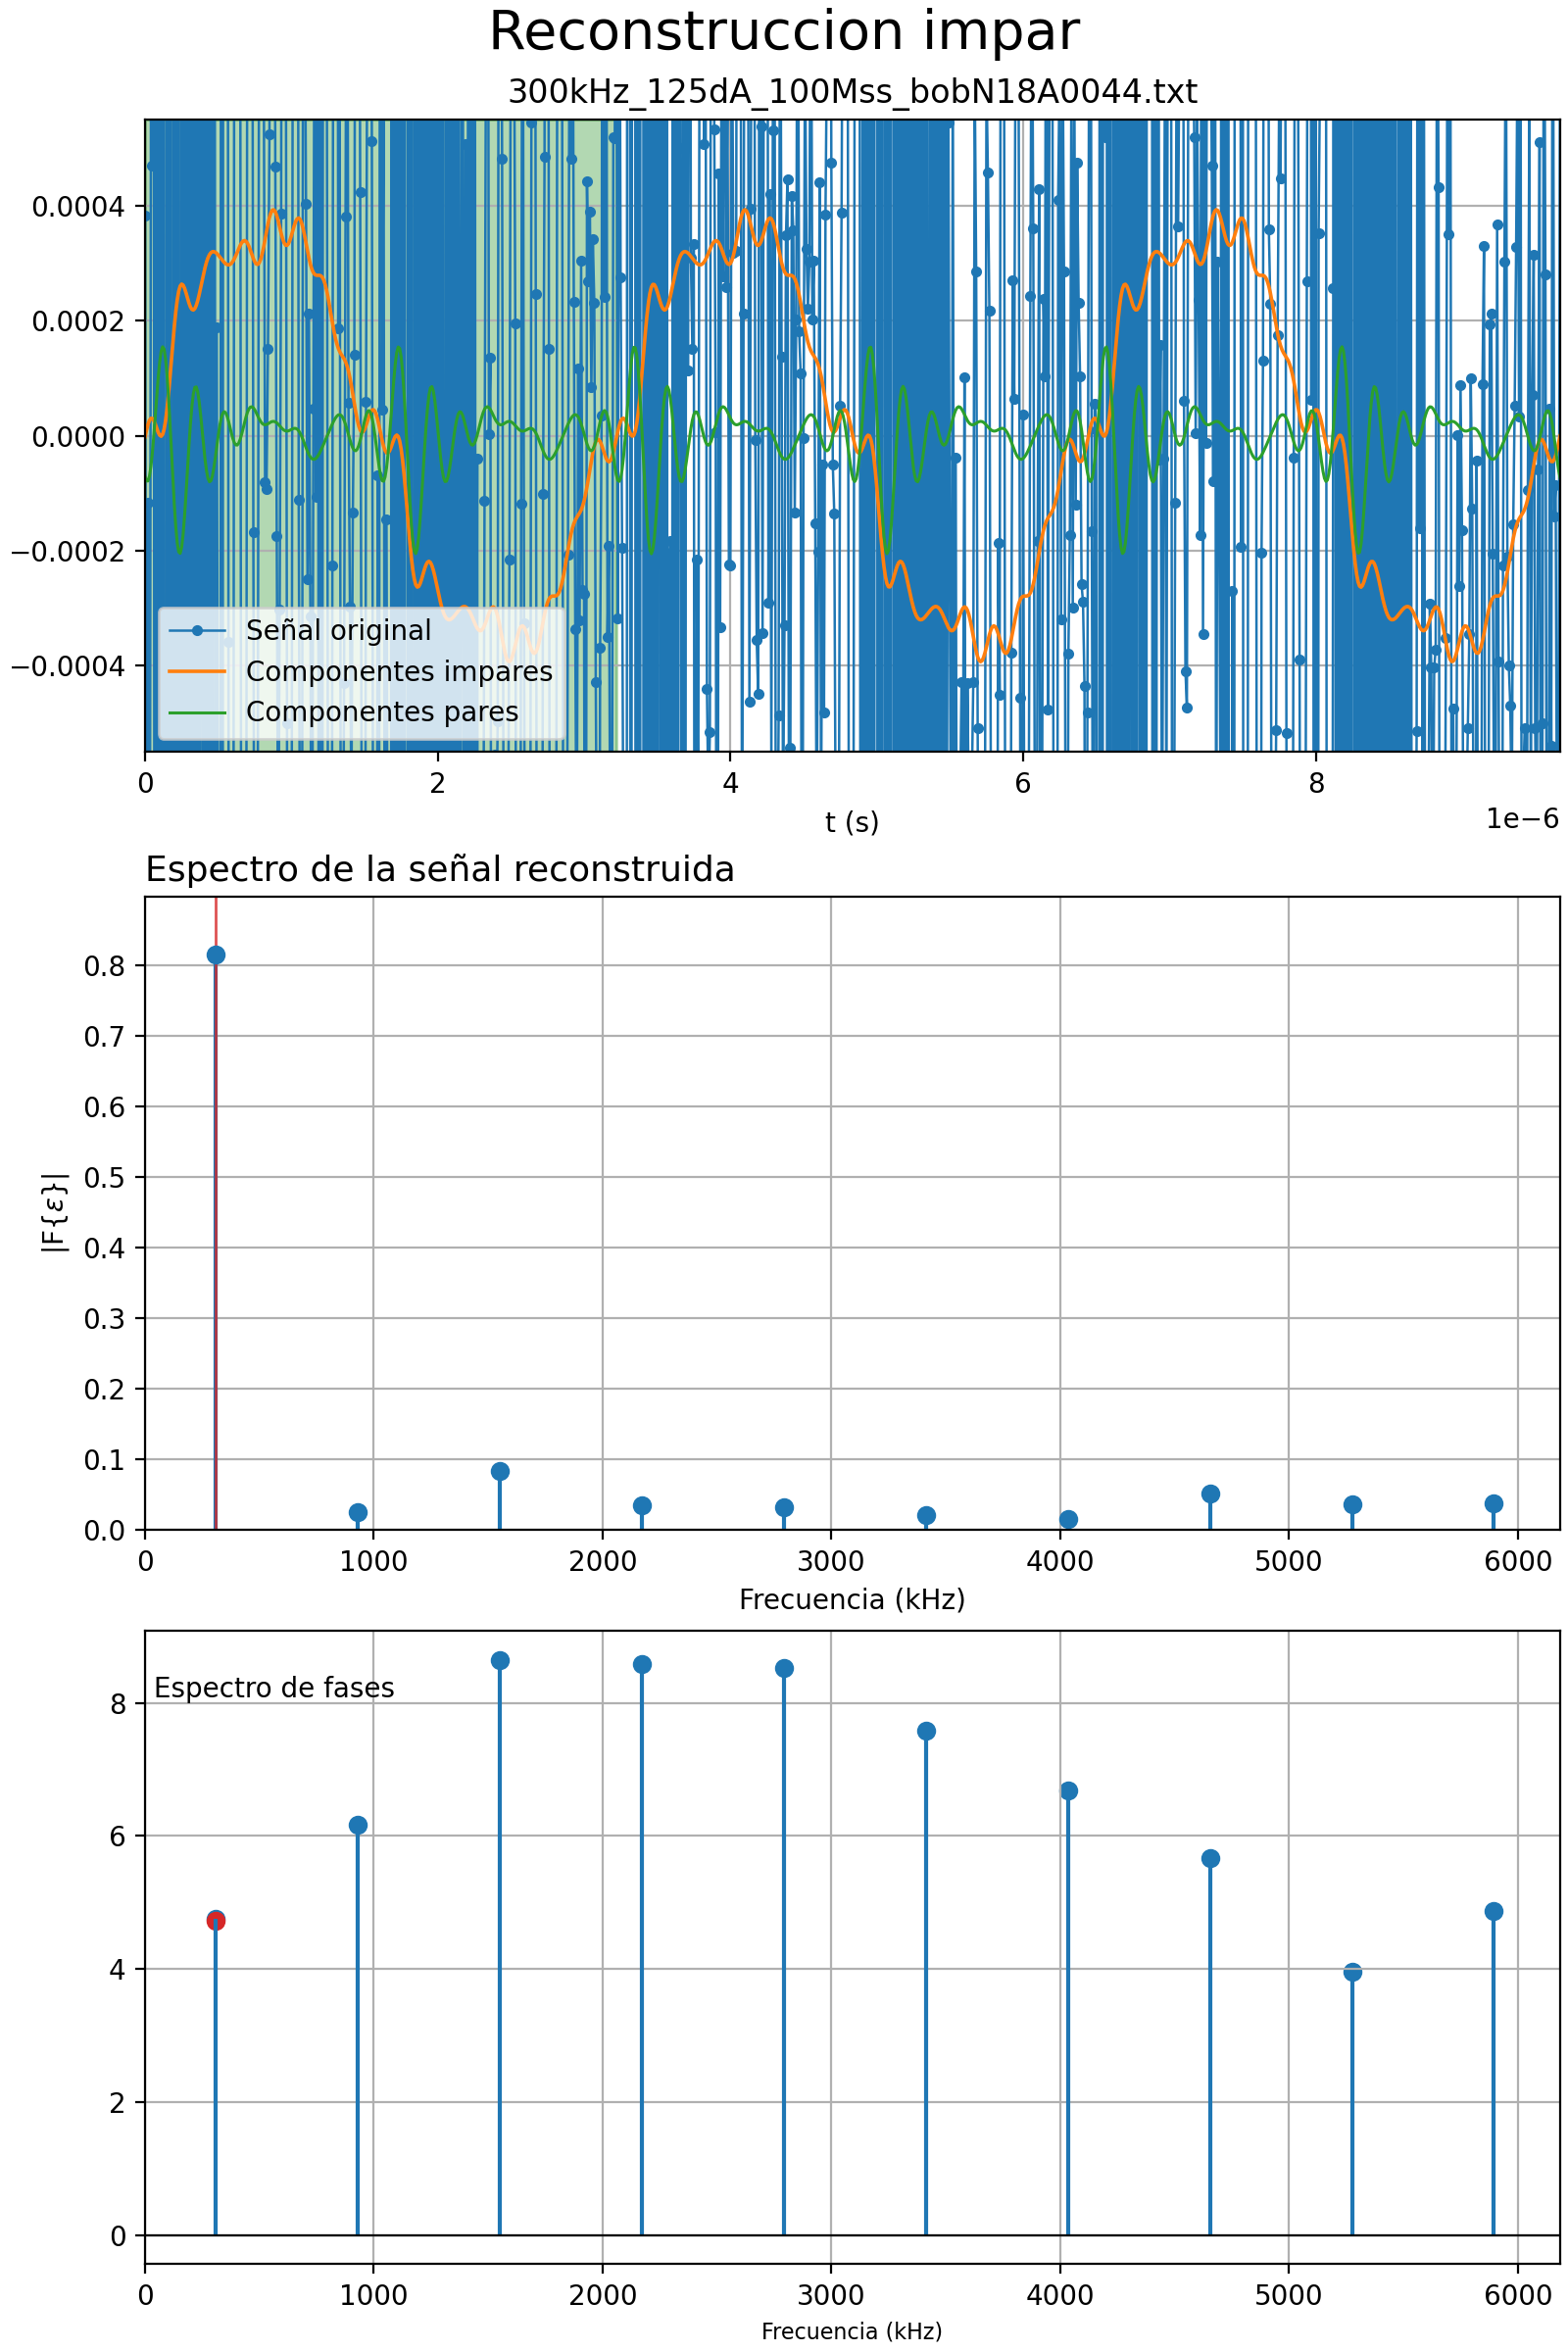 Reconstruccion impar
300kHz_125dA_100Mss_bobN18A0044.txt
0.0004
0.0002
0.0000
−0.0002
−0.0004
Señal original
Componentes impares
Componentes pares
0 2 4 6 8
1e−6
t (s)
Espectro de la señal reconstruida
0.8
0.7
0.6
0.5
0.4
0.3
0.2
0.1
0.0
|F{ε}|
0 1000 2000 3000 4000 5000 6000
Frecuencia (kHz)
Espectro de fases
8
6
4
2
0
0 1000 2000 3000 4000 5000 6000
Frecuencia (kHz)